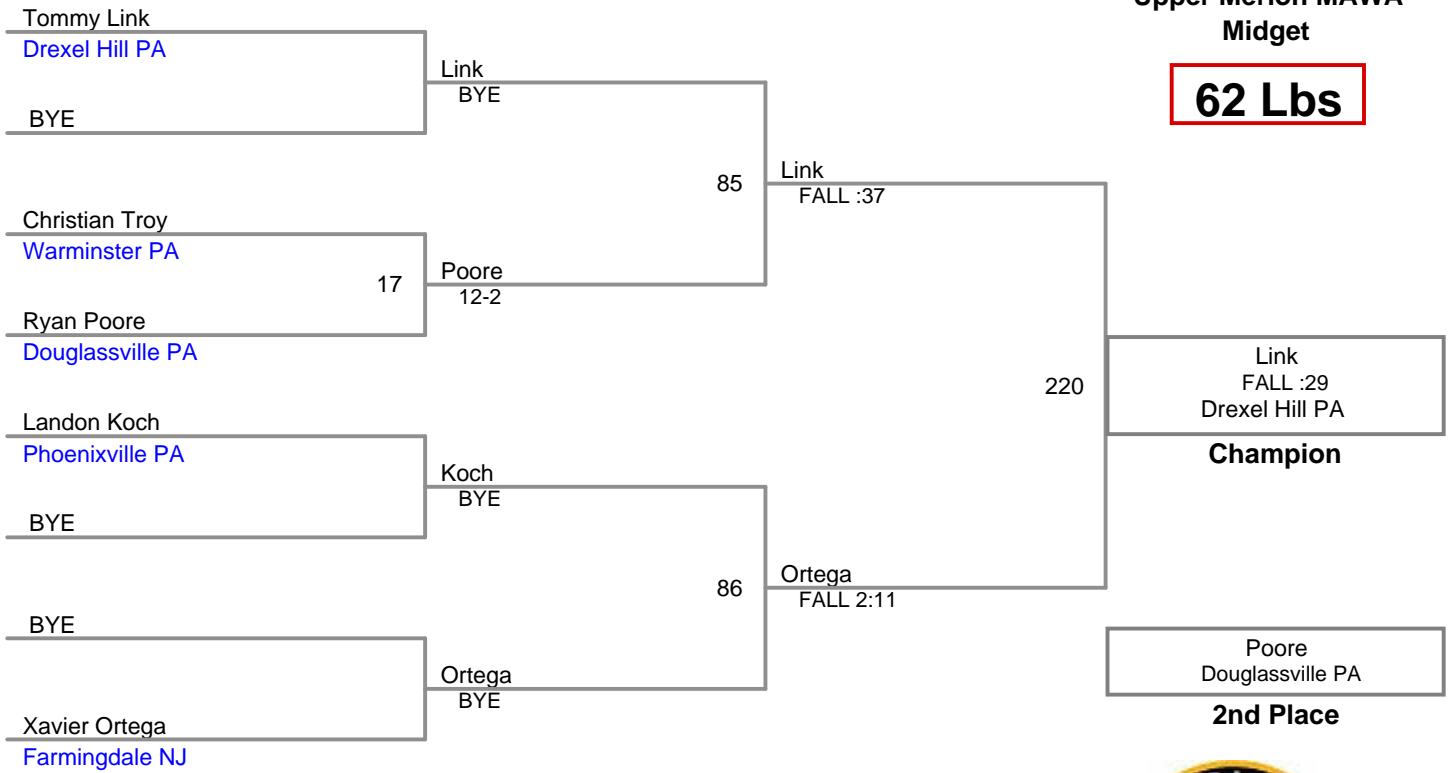 Upper Merion MAWA
Midget
62 Lbs
Tommy Link
Drexel Hill PA
BYE
Link
BYE
Christian Troy
Warminster PA
17
Ryan Poore
Douglassville PA
Poore
12-2
85
Link
FALL :37
Landon Koch
Phoenixville PA
BYE
Koch
BYE
BYE
Xavier Ortega
Farmingdale NJ
Ortega
BYE
86
Ortega
FALL 2:11
220
Link
FALL :29
Drexel Hill PA
Champion
Poore
Douglassville PA
2nd Place